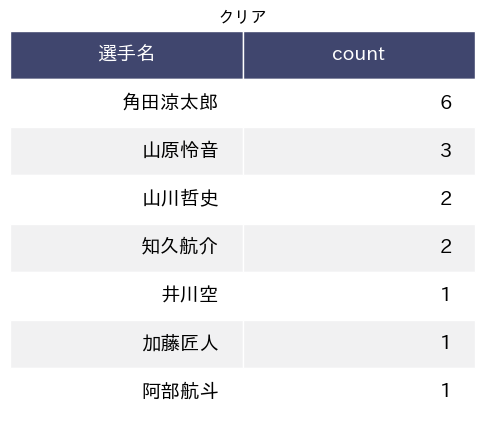 クリア
選手名 count
角田涼太郎 6
山原怜音 3
山川哲史 2
知久航介 2
井川空 1
加藤匠人 1
阿部航斗 1